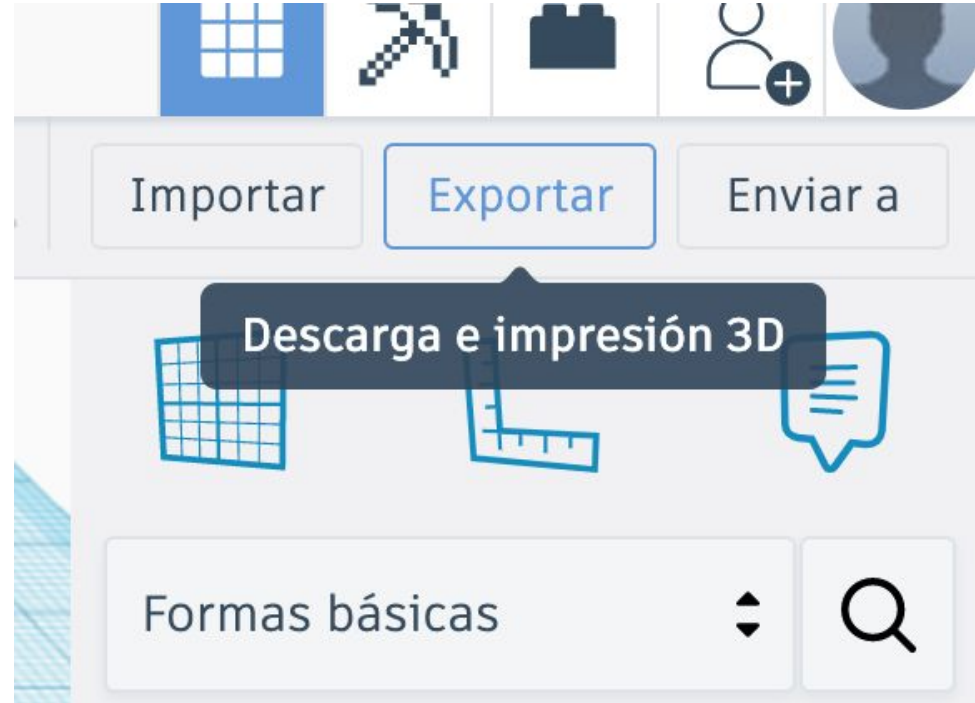 Importar
Exportar
Enviar a
Descarga e impresión 3D
Formas básicas